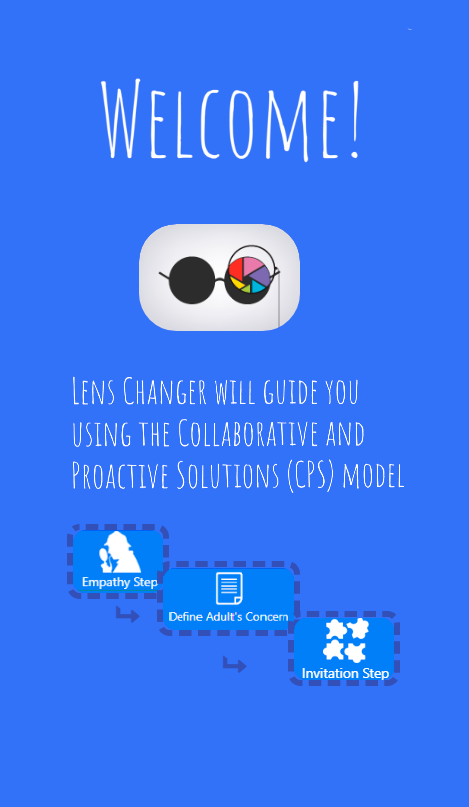 Welcome!
Lens Changer will guide you
using the Collaborative and
Proactive Solutions (CPS) model
Empathy Step
Define Adult's Concern
Invitation Step